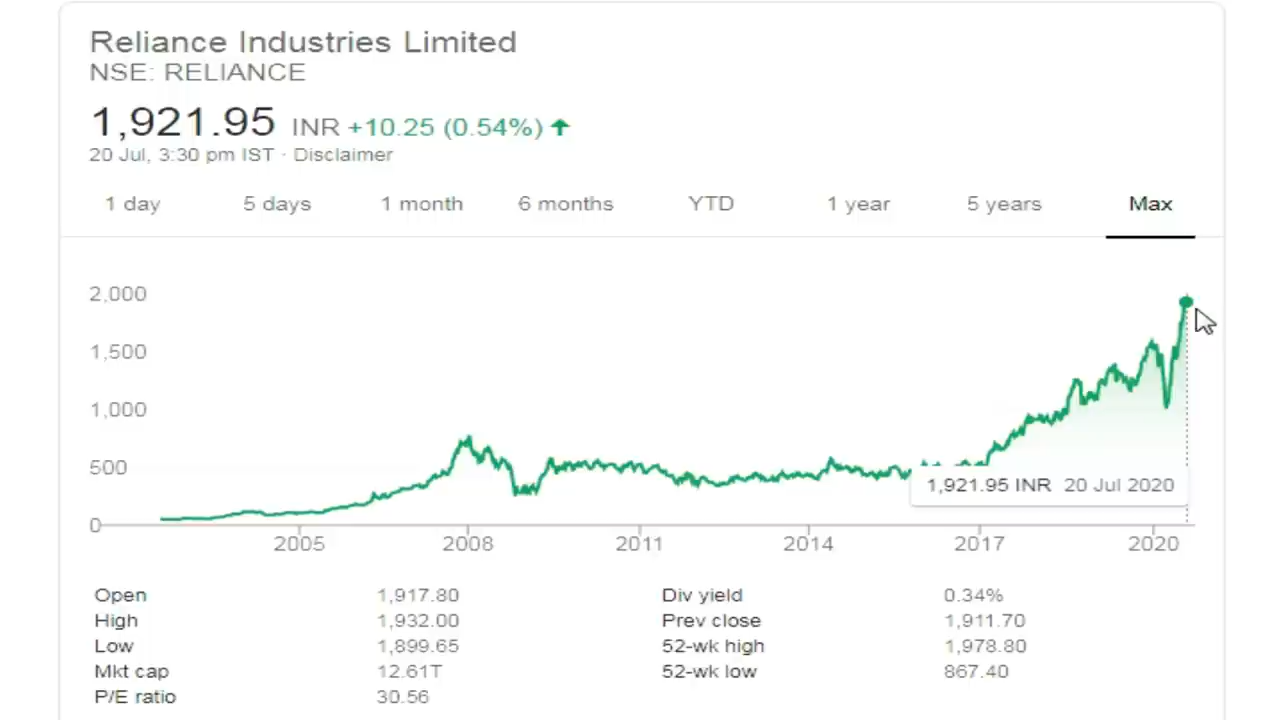 Reliance Industries Limited
NSE: RELIANCE
1,921.95 INR +10.25 (0.54%)
20 Jul, 3:30 pm IST · Disclaimer
1 day 5 days 1 month 6 months YTD 1 year 5 years Max
2,000
1,500
1,000
500
1,921.95 INR 20 Jul 2020
0
2005 2008 2011 2014 2017 2020
Open 1,917.80 Div yield 0.34%
High 1,932.00 Prev close 1,911.70
Low 1,899.65 52-wk high 1,978.80
Mkt cap 12.61T 52-wk low 867.40
P/E ratio 30.56